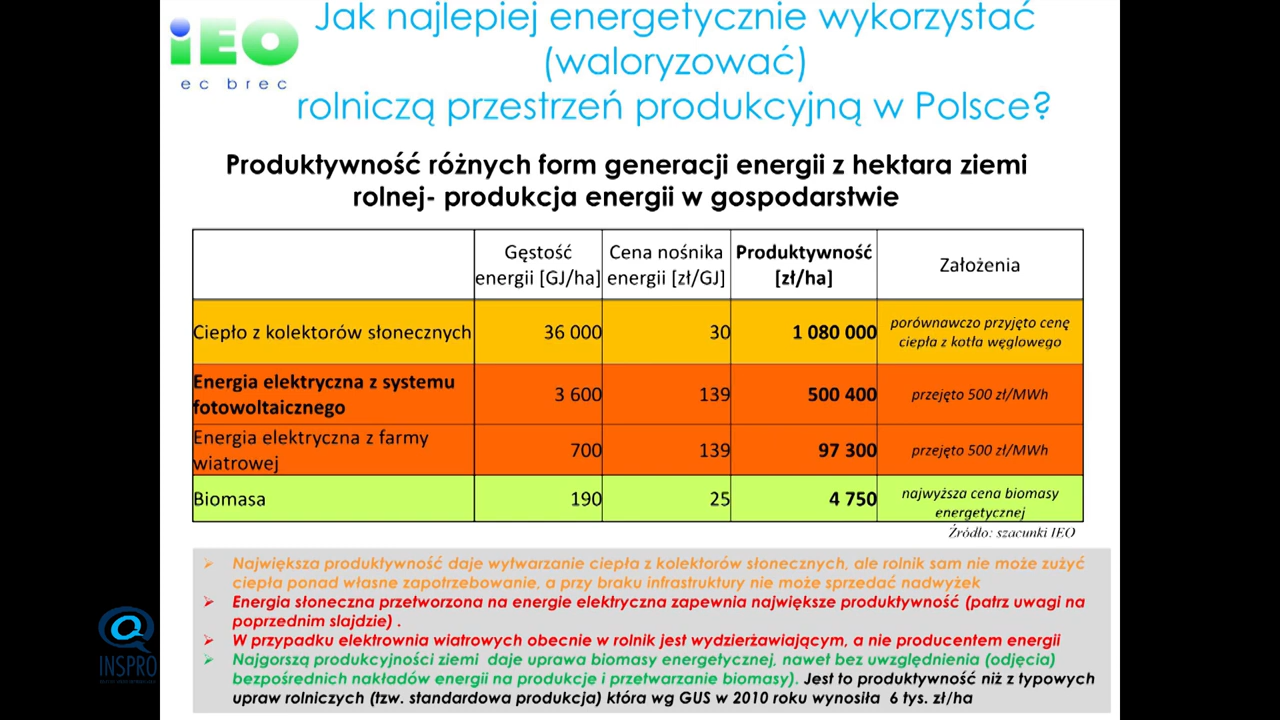 Jak najlepiej energetycznie wykorzystać
(waloryzować)
rolniczą przestrzeń produkcyjną w Polsce?
iEO
ec brec
Produktywność różnych form generacji energii z hektara ziemi
rolnej- produkcja energii w gospodarstwie
Gęstość energii [GJ/ha] Cena nośnika energii [zł/GJ] Produktywność [zł/ha] Założenia
Ciepło z kolektorów słonecznych 36 000 30 1 080 000 porównawczo przyjęto cenę ciepła z kotła węglowego
Energia elektryczna z systemu fotowoltaicznego 3 600 139 500 400 przejęto 500 zł/MWh
Energia elektryczna z farmy wiatrowej 700 139 97 300 przejęto 500 zł/MWh
Biomasa 190 25 4 750 najwyższa cena biomasy energetycznej
Źródło: szacunki IEO
Największa produktywność daje wytwarzanie ciepła z kolektorów słonecznych, ale rolnik sam nie może zużyć
ciepła ponad własne zapotrzebowanie, a przy braku infrastruktury nie może sprzedać nadwyżek
Energia słoneczna przetworzona na energie elektryczna zapewnia największe produktywność (patrz uwagi na
poprzednim slajdzie) .
W przypadku elektrownia wiatrowych obecnie w rolnik jest wydzierżawiającym, a nie producentem energii
Najgorszą produkcyjności ziemi daje uprawa biomasy energetycznej, nawet bez uwzględnienia (odjęcia)
bezpośrednich nakładów energii na produkcje i przetwarzanie biomasy). Jest to produktywność niż z typowych
upraw rolniczych (tzw. standardowa produkcja) która wg GUS w 2010 roku wynosiła 6 tys. zł/ha
INSPRO